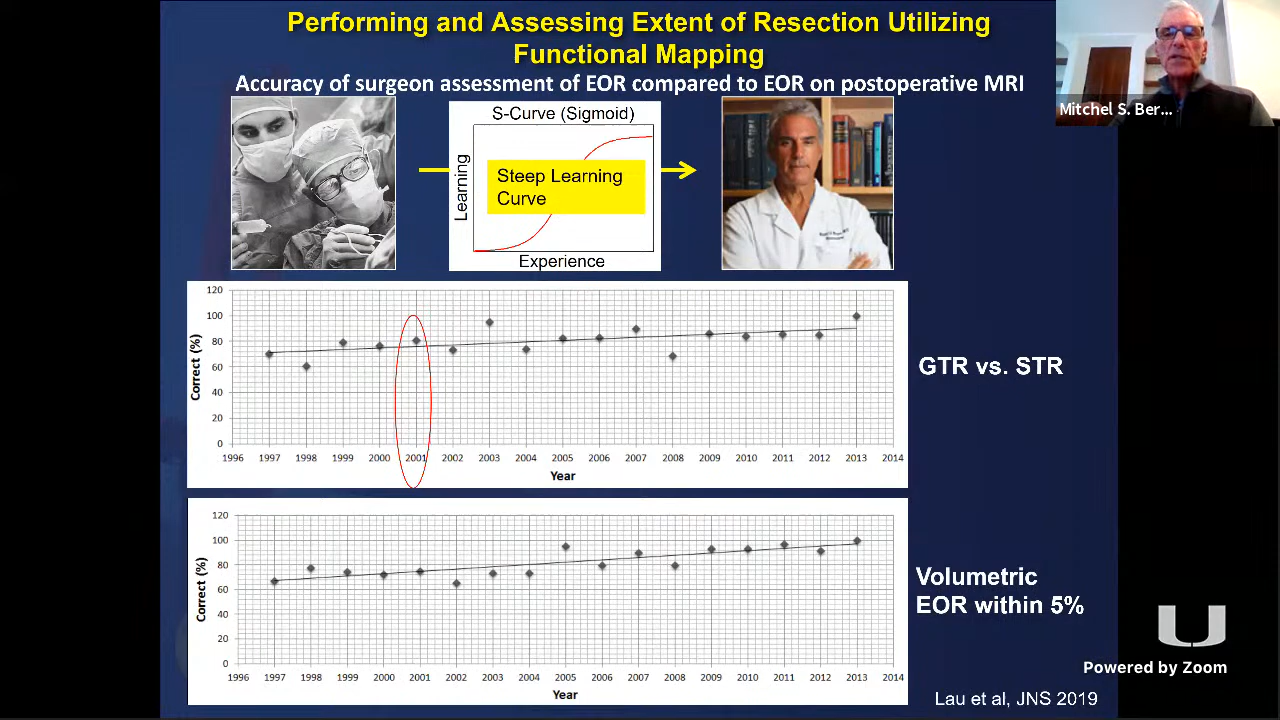 Performing and Assessing Extent of Resection Utilizing
Functional Mapping
Accuracy of surgeon assessment of EOR compared to EOR on postoperative MRI
Mitchel S. Ber...
S-Curve (Sigmoid)
Learning
Steep Learning
Curve
Experience
120
100
80
60
40
20
0
Correct (%)
1996 1997 1998 1999 2000 2001 2002 2003 2004 2005 2006 2007 2008 2009 2010 2011 2012 2013 2014
Year
GTR vs. STR
120
100
80
60
40
20
0
Correct (%)
1996 1997 1998 1999 2000 2001 2002 2003 2004 2005 2006 2007 2008 2009 2010 2011 2012 2013 2014
Year
Volumetric
EOR within 5%
U
Powered by Zoom
Lau et al, JNS 2019